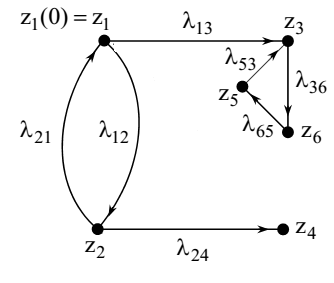 z₁(0) = z₁
λ₁₃
z₃
λ₅₃
z₅
λ₃₆
λ₂₁
λ₁₂
λ₆₅
z₆
z₂
λ₂₄
z₄